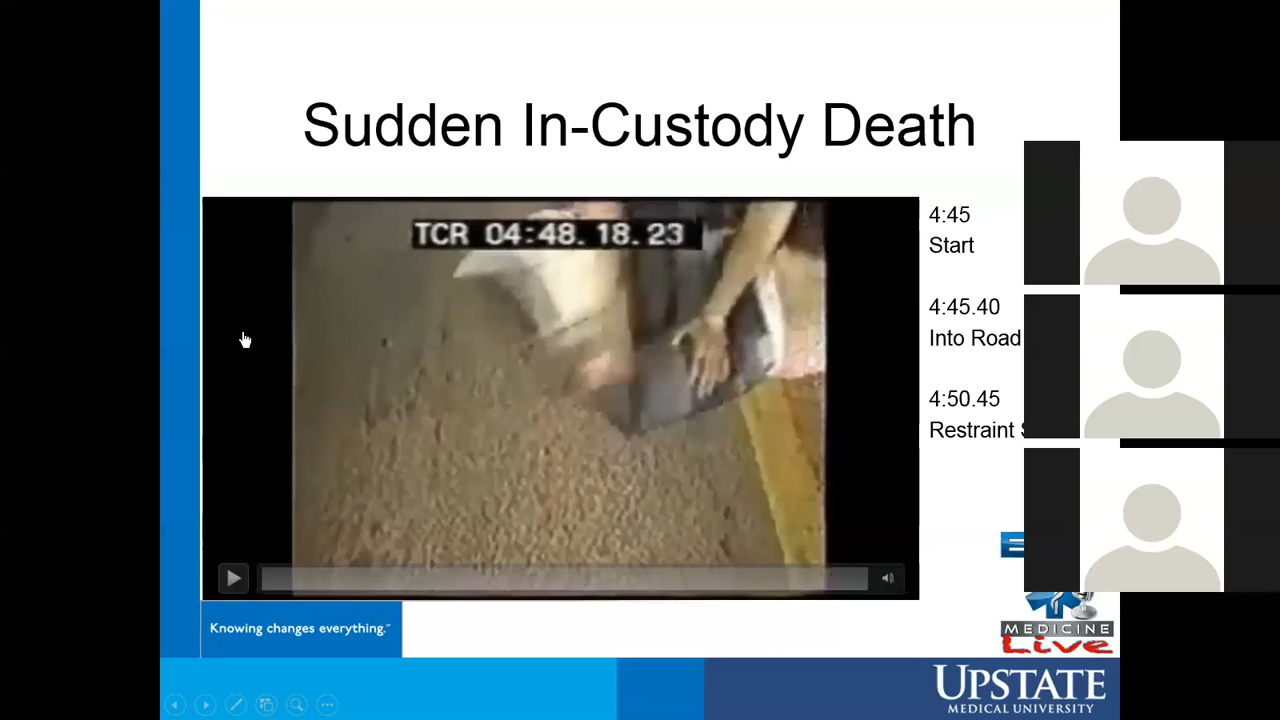 Sudden In-Custody Death
TCR 04:48.18.23
4:45
Start
4:45.40
Into Road
4:50.45
Restraint
Knowing changes everything.™
MEDICINE
Live
UPSTATE
MEDICAL UNIVERSITY